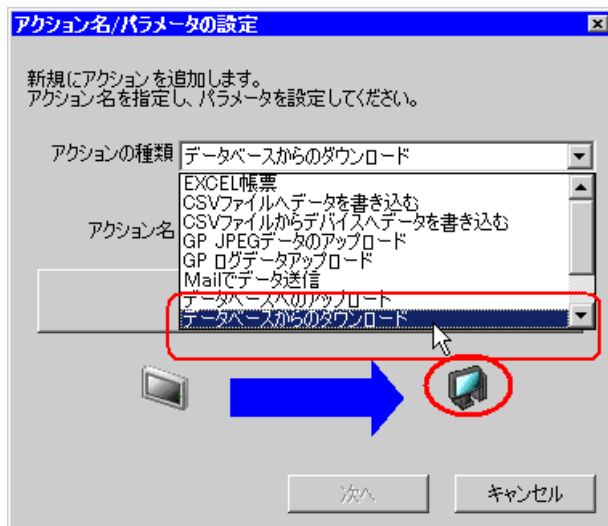 アクション名/パラメータの設定
新規にアクションを追加します。
アクション名を指定し、パラメータを設定してください。
アクションの種類 データベースからのダウンロード
EXCEL帳票
CSVファイルへデータを書き込む
CSVファイルからデバイスへデータを書き込む
アクション名
GP JPEGデータのアップロード
GP ログデータアップロード
Mailでデータ送信
データベースへのアップロード
データベースからのダウンロード
次へ キャンセル